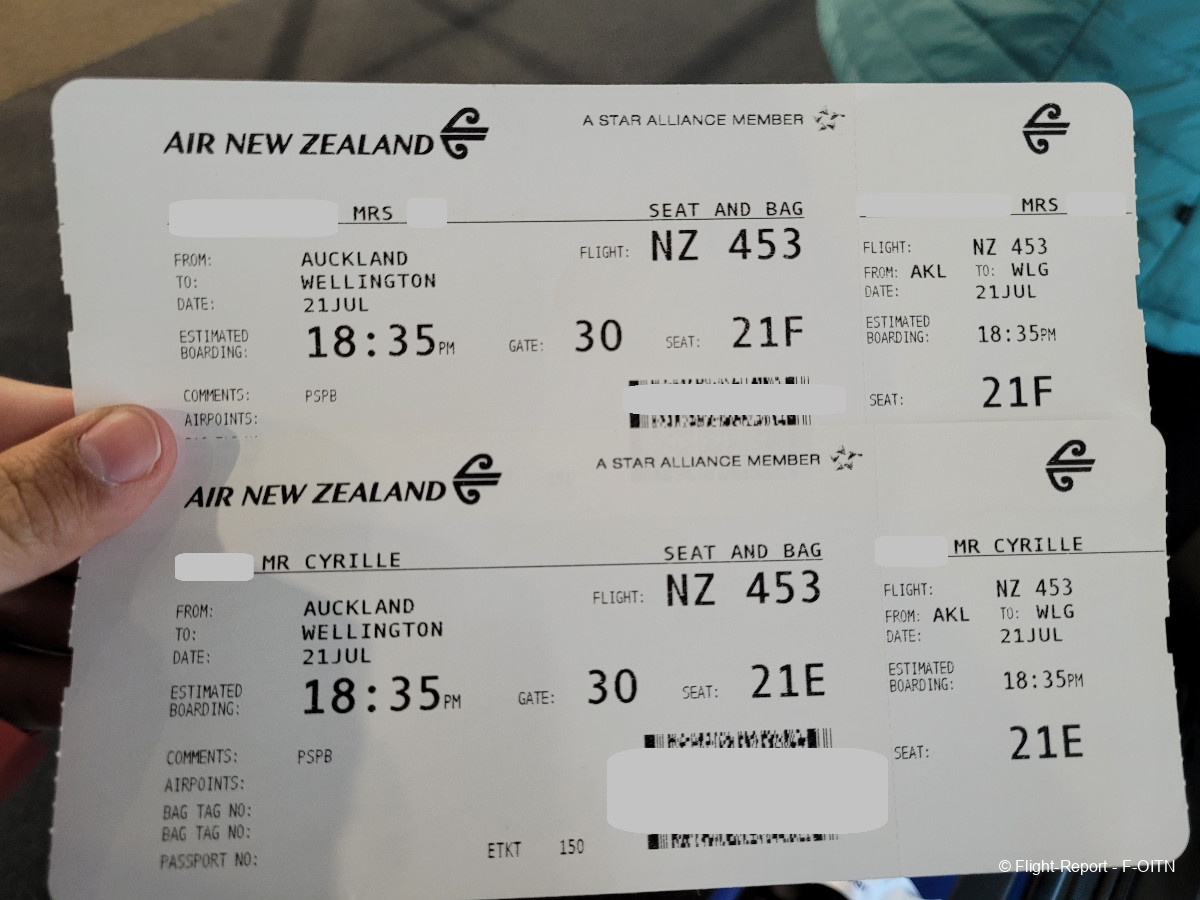 AIR NEW ZEALAND
A STAR ALLIANCE MEMBER
MRS
SEAT AND BAG
FROM: AUCKLAND
FLIGHT: NZ 453
TO: WELLINGTON
DATE: 21JUL
ESTIMATED
BOARDING: 18:35PM GATE: 30 SEAT: 21F
COMMENTS: PSPB
AIRPOINTS:
MRS
FLIGHT: NZ 453
FROM: AKL TO: WLG
DATE: 21JUL
ESTIMATED
BOARDING: 18:35PM
SEAT: 21F
AIR NEW ZEALAND
A STAR ALLIANCE MEMBER
MR CYRILLE
SEAT AND BAG
FROM: AUCKLAND
FLIGHT: NZ 453
TO: WELLINGTON
DATE: 21JUL
ESTIMATED
BOARDING: 18:35PM GATE: 30 SEAT: 21E
COMMENTS: PSPB
AIRPOINTS:
BAG TAG NO:
BAG TAG NO:
PASSPORT NO:
ETKT 150
MR CYRILLE
FLIGHT: NZ 453
FROM: AKL TO: WLG
DATE: 21JUL
ESTIMATED
BOARDING: 18:35PM
SEAT: 21E
© Flight-Report - F-OITN